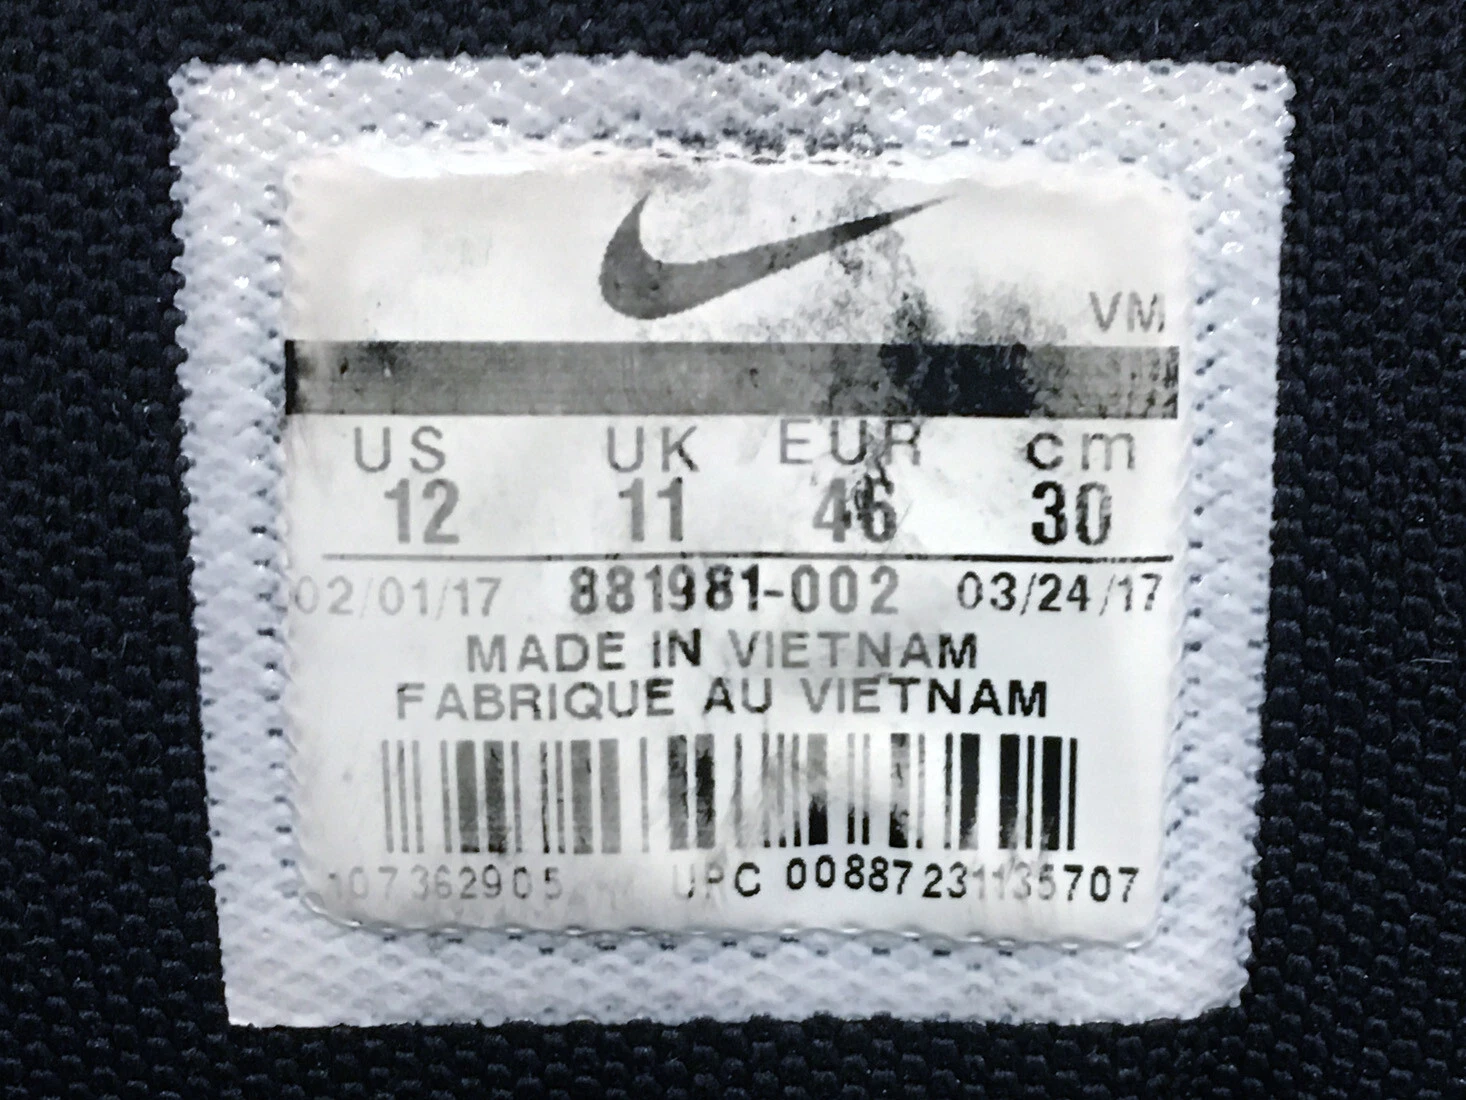 VM
US UK EUR cm
12 11 46 30
02/01/17 881981-002 03/24/17
MADE IN VIETNAM
FABRIQUE AU VIETNAM
107362905 UPC 00887231135707